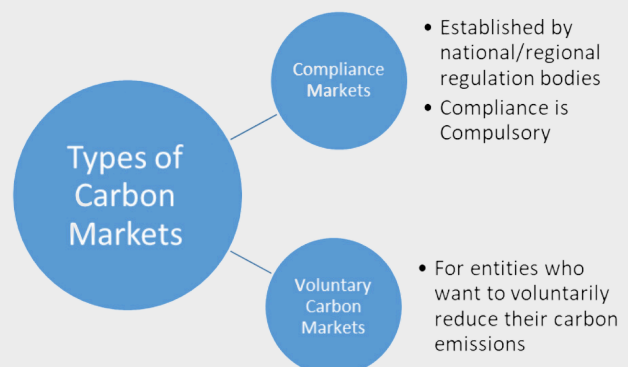 Types of
Carbon
Markets
Compliance
Markets
• Established by
national/regional
regulation bodies
• Compliance is
Compulsory
Voluntary
Carbon
Markets
• For entities who
want to voluntarily
reduce their carbon
emissions